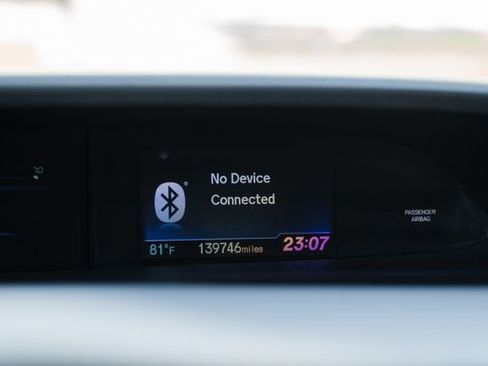 No Device
Connected
81°F 139746miles 23:07
PASSENGER
AIRBAG